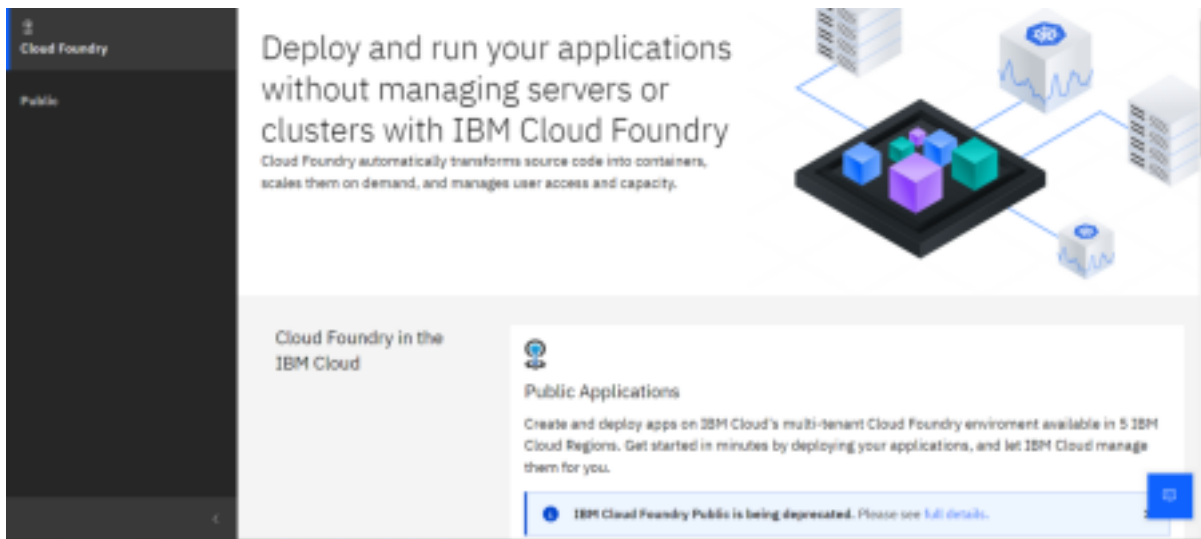 Cloud Foundry
Public
Deploy and run your applications
without managing servers or
clusters with IBM Cloud Foundry
Cloud Foundry automatically transforms source code into containers,
scales them on demand, and manages user access and capacity.
Cloud Foundry in the
IBM Cloud
Public Applications
Create and deploy apps on IBM Cloud's multi-tenant Cloud Foundry enviroment available in 5 IBM
Cloud Regions. Get started in minutes by deploying your applications, and let IBM Cloud manage
them for you.
IBM Cloud Foundry Public is being deprecated. Please see full details.